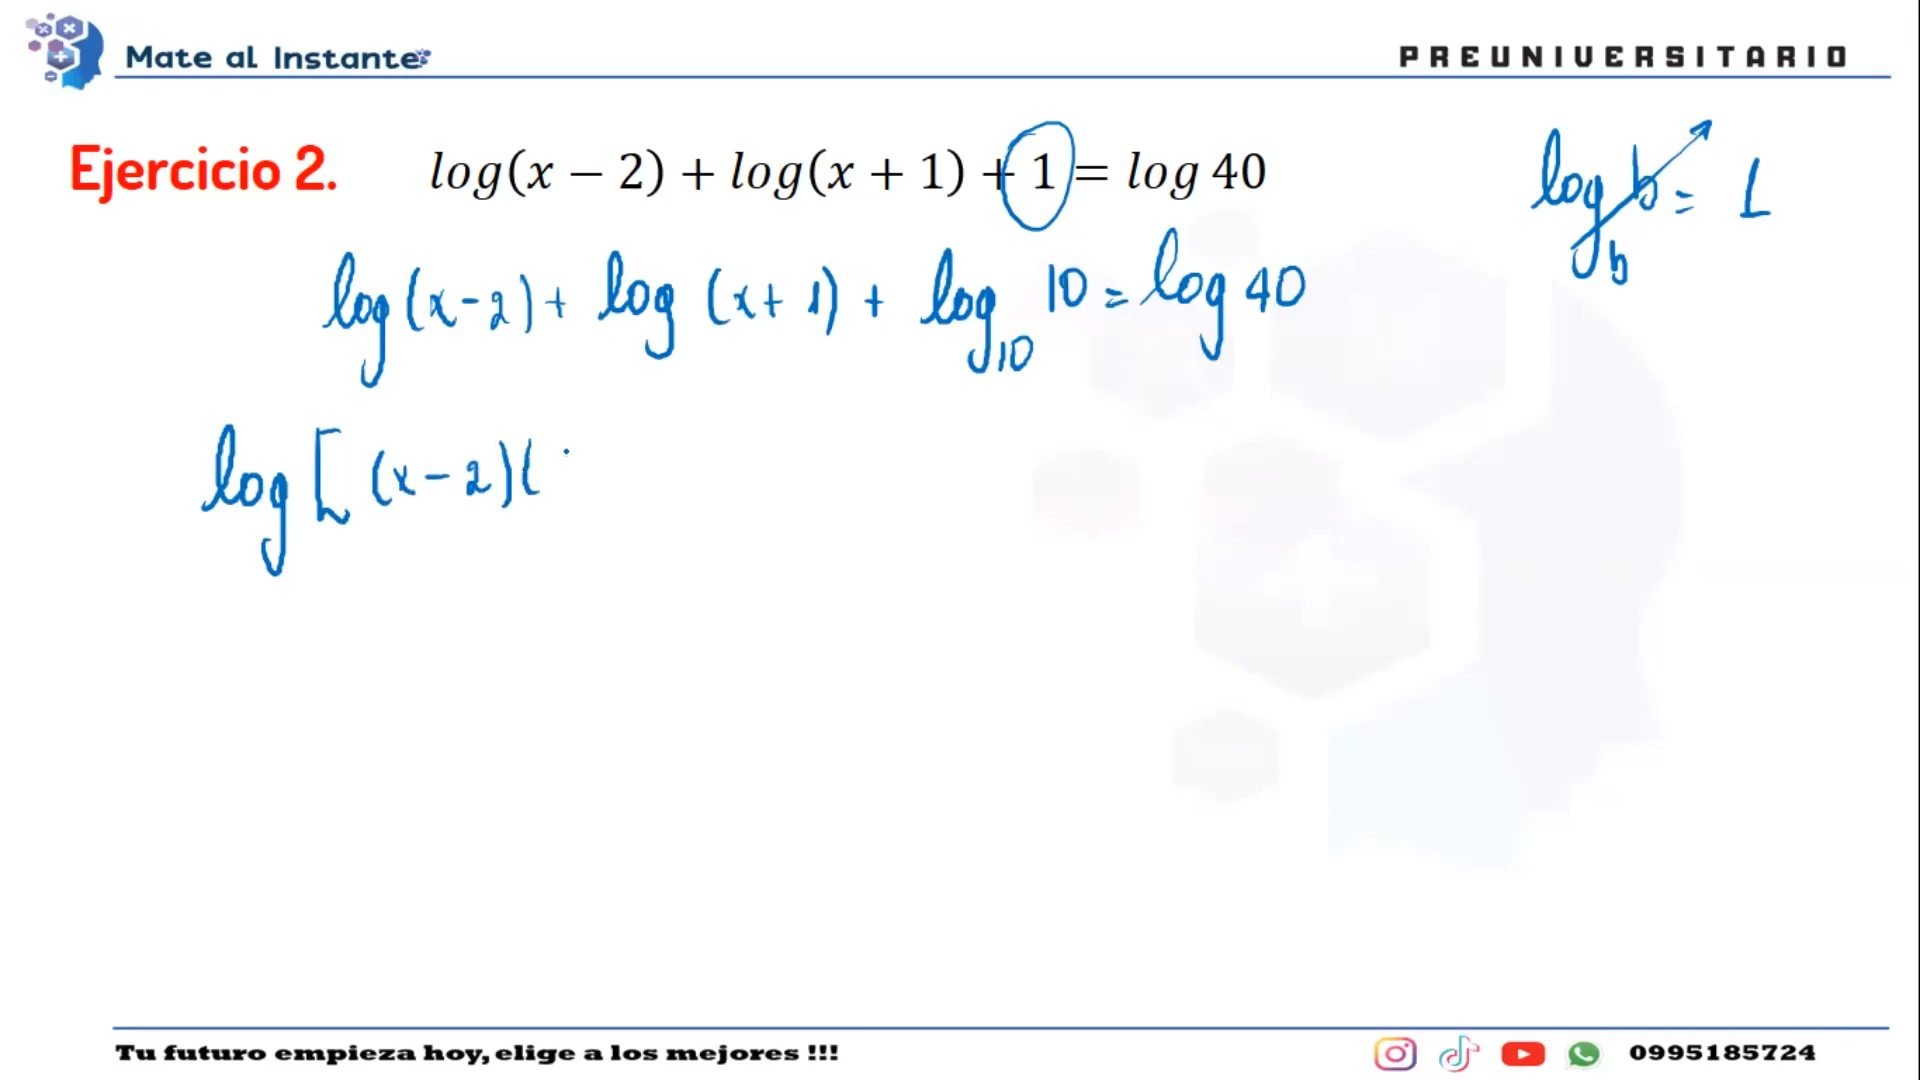 Mate al Instante
PREUNIVERSITARIO
Ejercicio 2. log(x − 2) + log(x + 1) + 1 = log 40
log_b b = 1
log (x-2) + log (x+1) + log_10 10 = log 40
log [ (x-2)(
Tu futuro empieza hoy, elige a los mejores !!!
0995185724